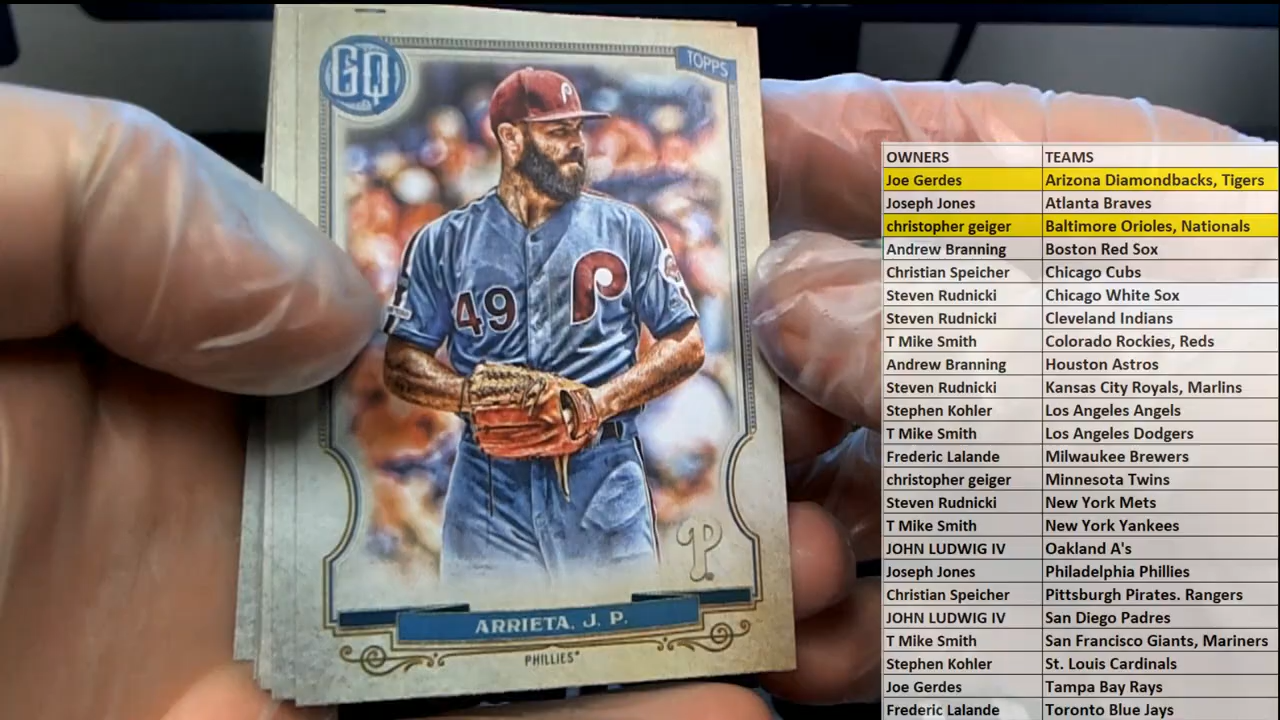 GQ
TOPPS
P
49
P
P
ARRIETA, J. P.
PHILLIES
OWNERS TEAMS
Joe Gerdes Arizona Diamondbacks, Tigers
Joseph Jones Atlanta Braves
christopher geiger Baltimore Orioles, Nationals
Andrew Branning Boston Red Sox
Christian Speicher Chicago Cubs
Steven Rudnicki Chicago White Sox
Steven Rudnicki Cleveland Indians
T Mike Smith Colorado Rockies, Reds
Andrew Branning Houston Astros
Steven Rudnicki Kansas City Royals, Marlins
Stephen Kohler Los Angeles Angels
T Mike Smith Los Angeles Dodgers
Frederic Lalande Milwaukee Brewers
christopher geiger Minnesota Twins
Steven Rudnicki New York Mets
T Mike Smith New York Yankees
JOHN LUDWIG IV Oakland A's
Joseph Jones Philadelphia Phillies
Christian Speicher Pittsburgh Pirates. Rangers
JOHN LUDWIG IV San Diego Padres
T Mike Smith San Francisco Giants, Mariners
Stephen Kohler St. Louis Cardinals
Joe Gerdes Tampa Bay Rays
Frederic Lalande Toronto Blue Jays